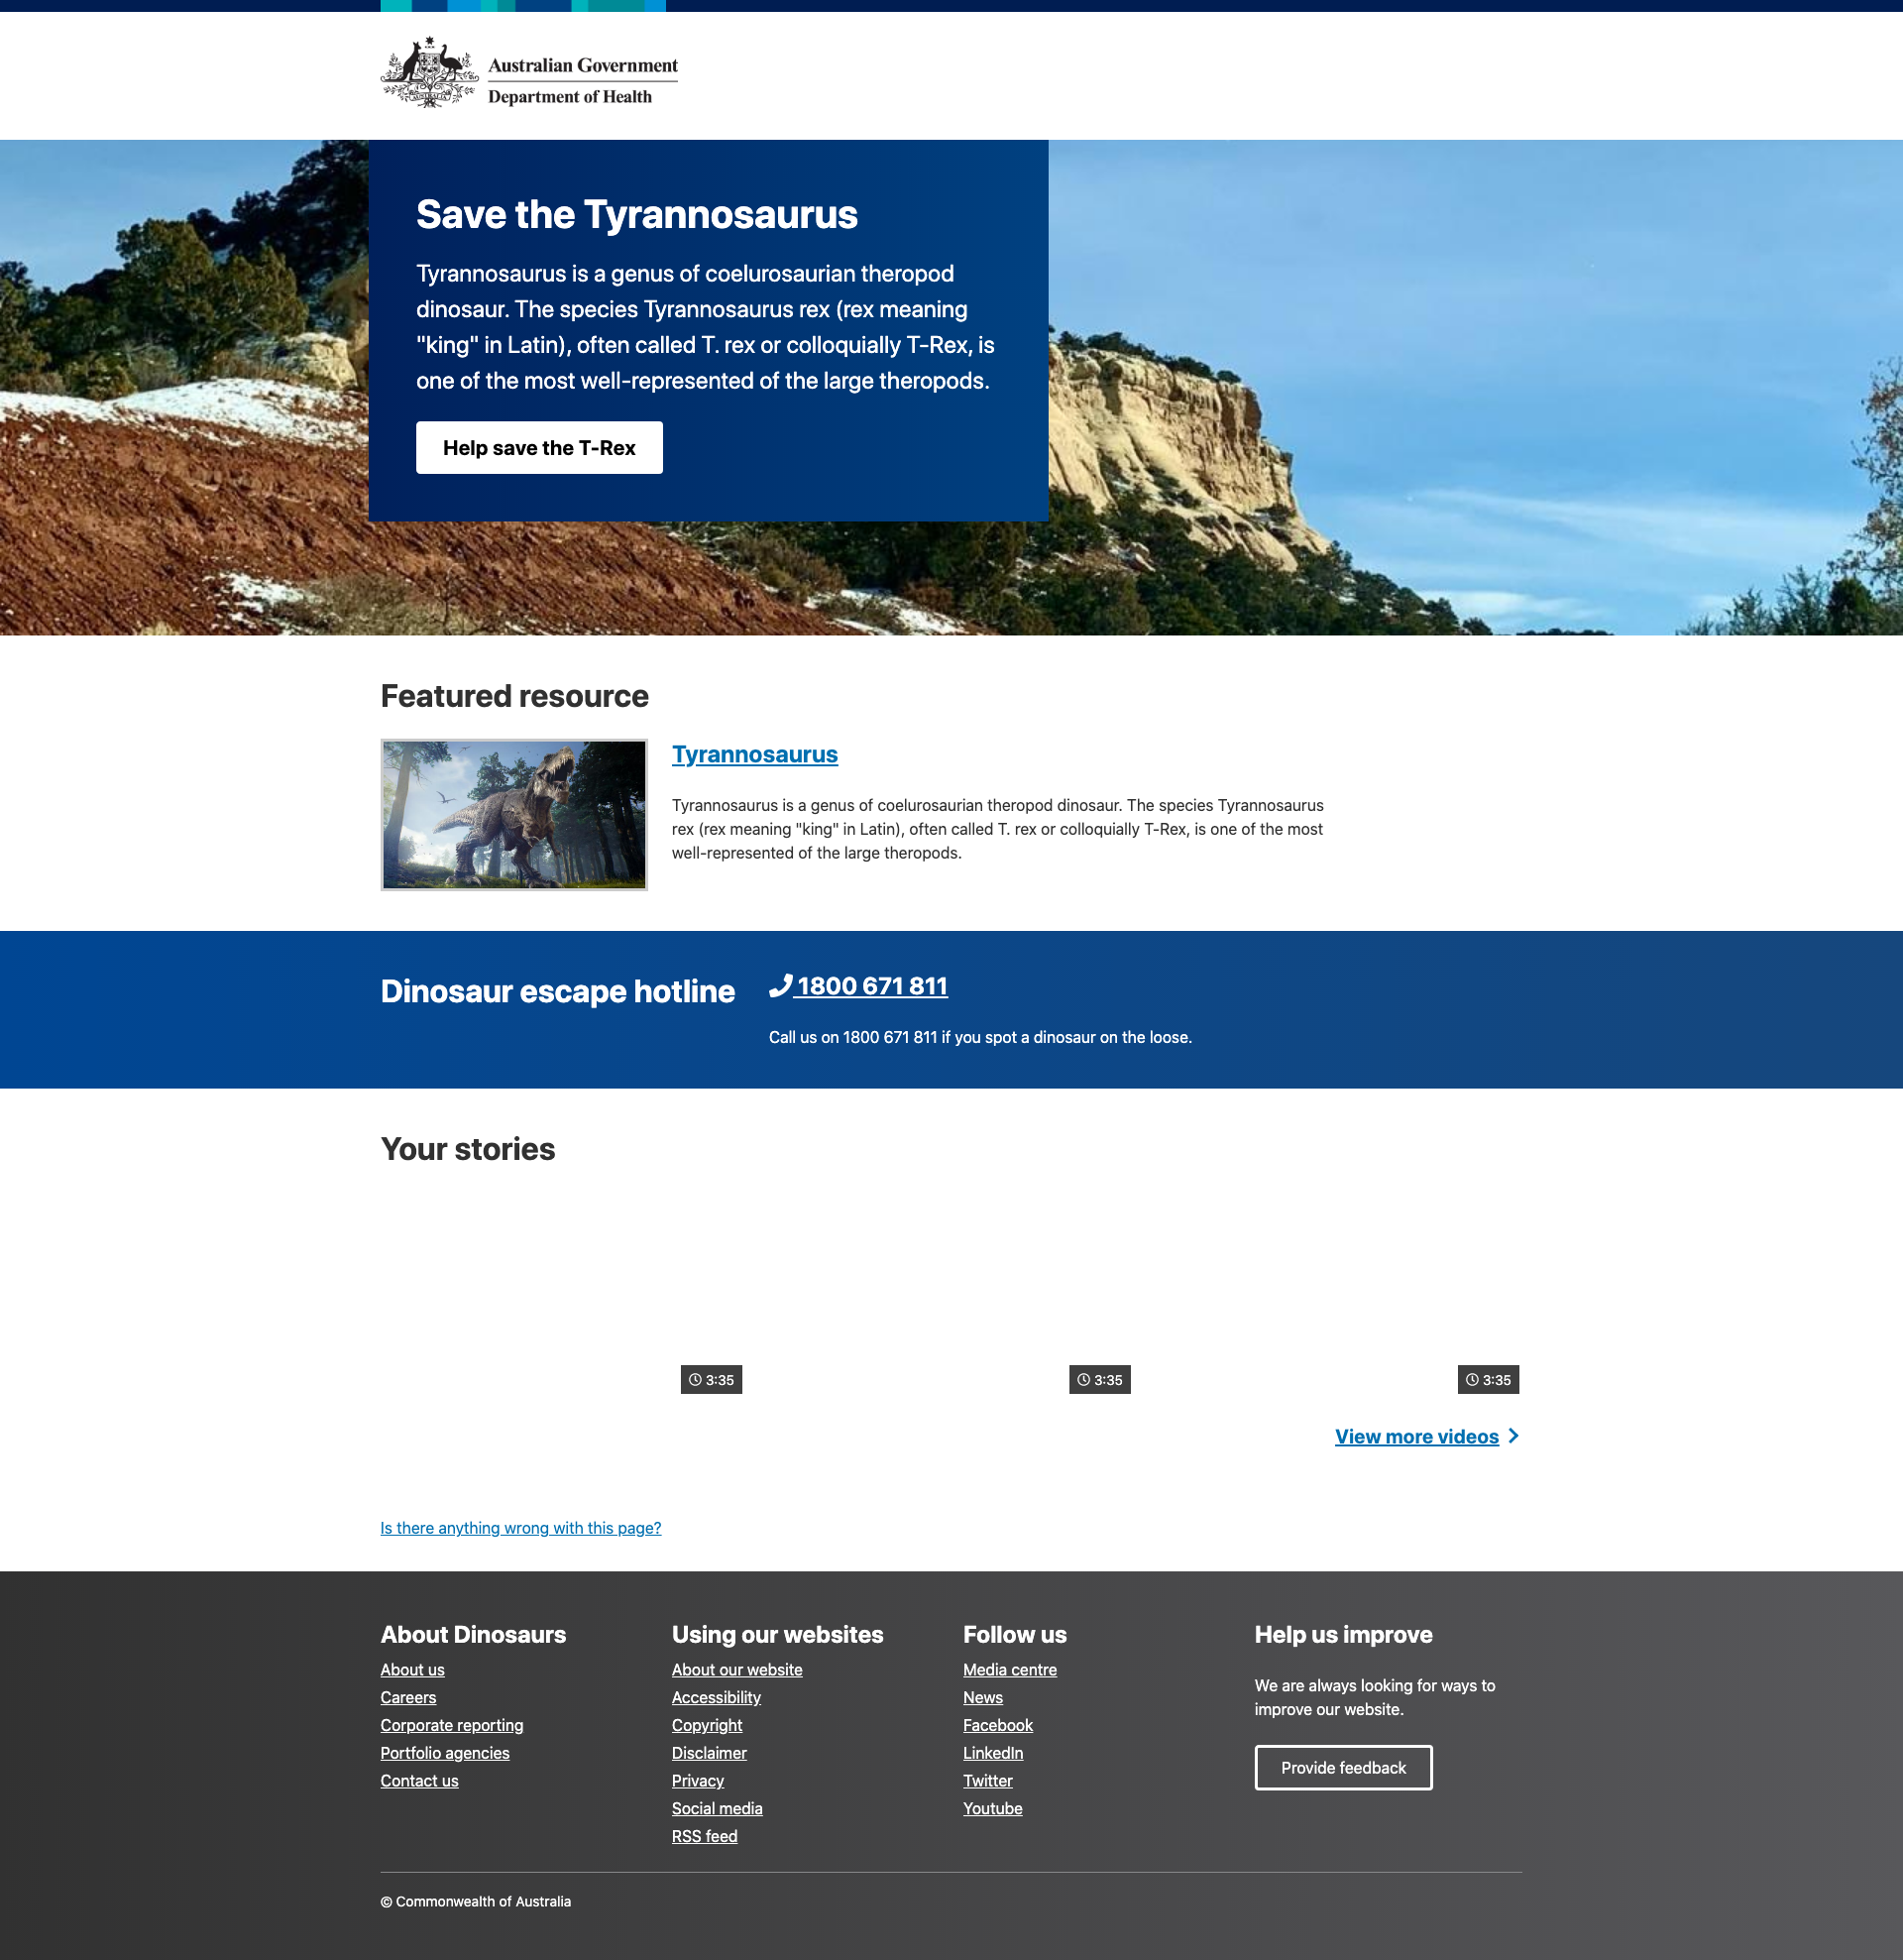 Australian Government
Department of Health
Save the Tyrannosaurus
Tyrannosaurus is a genus of coelurosaurian theropod
dinosaur. The species Tyrannosaurus rex (rex meaning
"king" in Latin), often called T. rex or colloquially T-Rex, is
one of the most well-represented of the large theropods.
Help save the T-Rex
Featured resource
Tyrannosaurus
Tyrannosaurus is a genus of coelurosaurian theropod dinosaur. The species Tyrannosaurus
rex (rex meaning "king" in Latin), often called T. rex or colloquially T-Rex, is one of the most
well-represented of the large theropods.
Dinosaur escape hotline
1800 671 811
Call us on 1800 671 811 if you spot a dinosaur on the loose.
Your stories
3:35
3:35
3:35
View more videos
Is there anything wrong with this page?
About Dinosaurs
About us
Careers
Corporate reporting
Portfolio agencies
Contact us
Using our websites
About our website
Accessibility
Copyright
Disclaimer
Privacy
Social media
RSS feed
Follow us
Media centre
News
Facebook
LinkedIn
Twitter
Youtube
Help us improve
We are always looking for ways to
improve our website.
Provide feedback
© Commonwealth of Australia